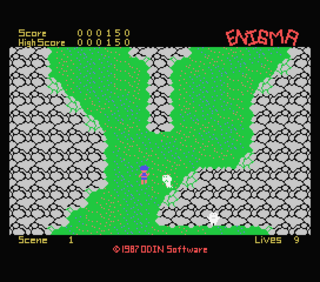 Score 000150
HighScore 000150
ENIGMA
Scene 1
Lives 9
©1987 ODIN Software